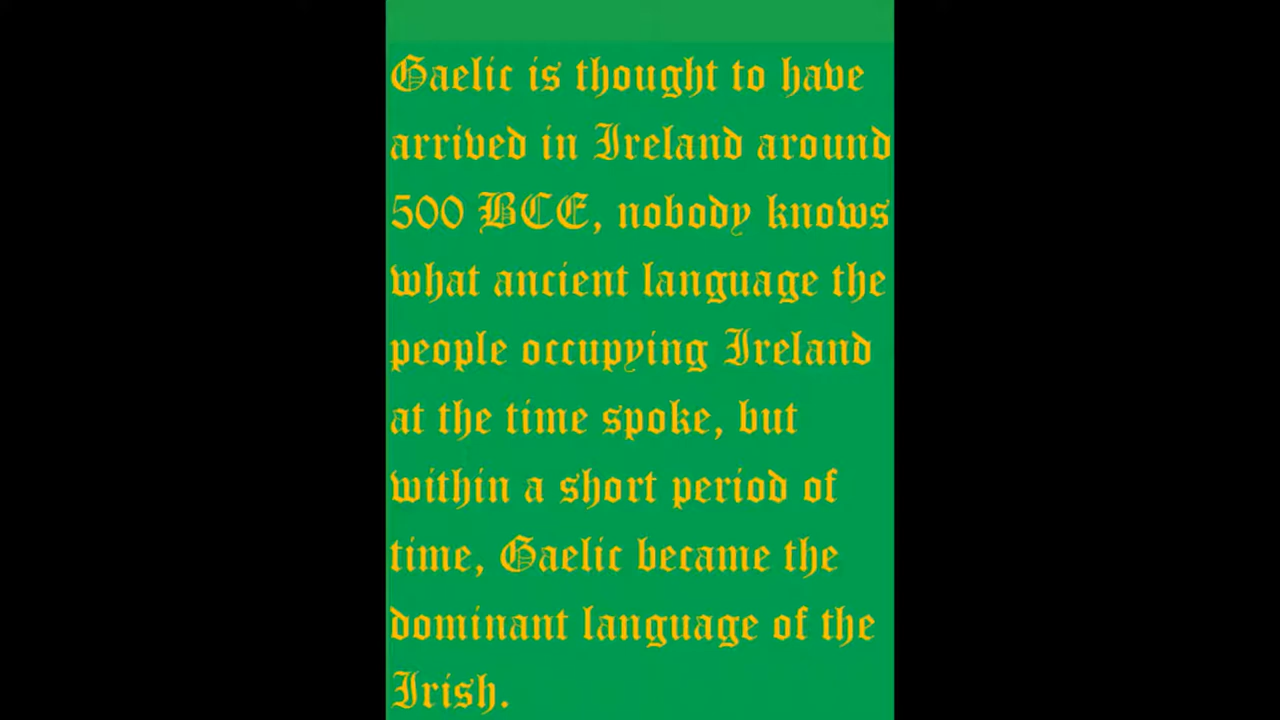 Gaelic is thought to have
arrived in Ireland around
500 BCE, nobody knows
what ancient language the
people occupying Ireland
at the time spoke, but
within a short period of
time, Gaelic became the
dominant language of the
Irish.